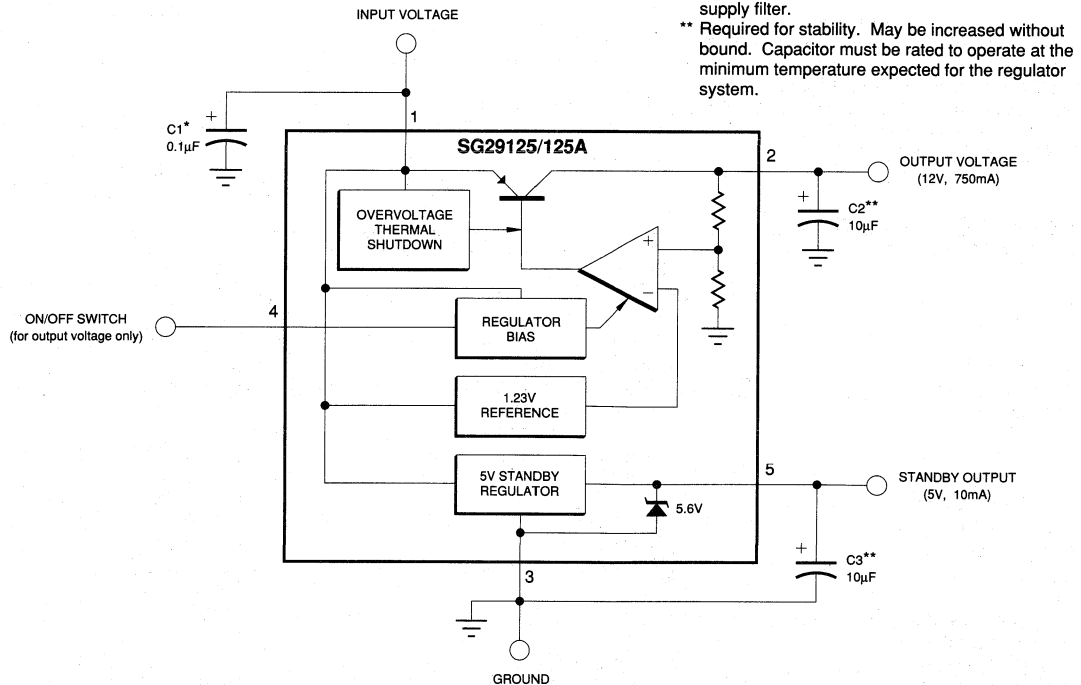 supply filter.
** Required for stability. May be increased without
bound. Capacitor must be rated to operate at the
minimum temperature expected for the regulator
system.
INPUT VOLTAGE
+
C1*
0.1µF
1
SG29125/125A
2
OUTPUT VOLTAGE
(12V, 750mA)
+
C2**
10µF
OVERVOLTAGE
THERMAL
SHUTDOWN
+
−
ON/OFF SWITCH
(for output voltage only)
4
REGULATOR
BIAS
1.23V
REFERENCE
5V STANDBY
REGULATOR
5.6V
5
STANDBY OUTPUT
(5V, 10mA)
+
C3**
10µF
3
GROUND